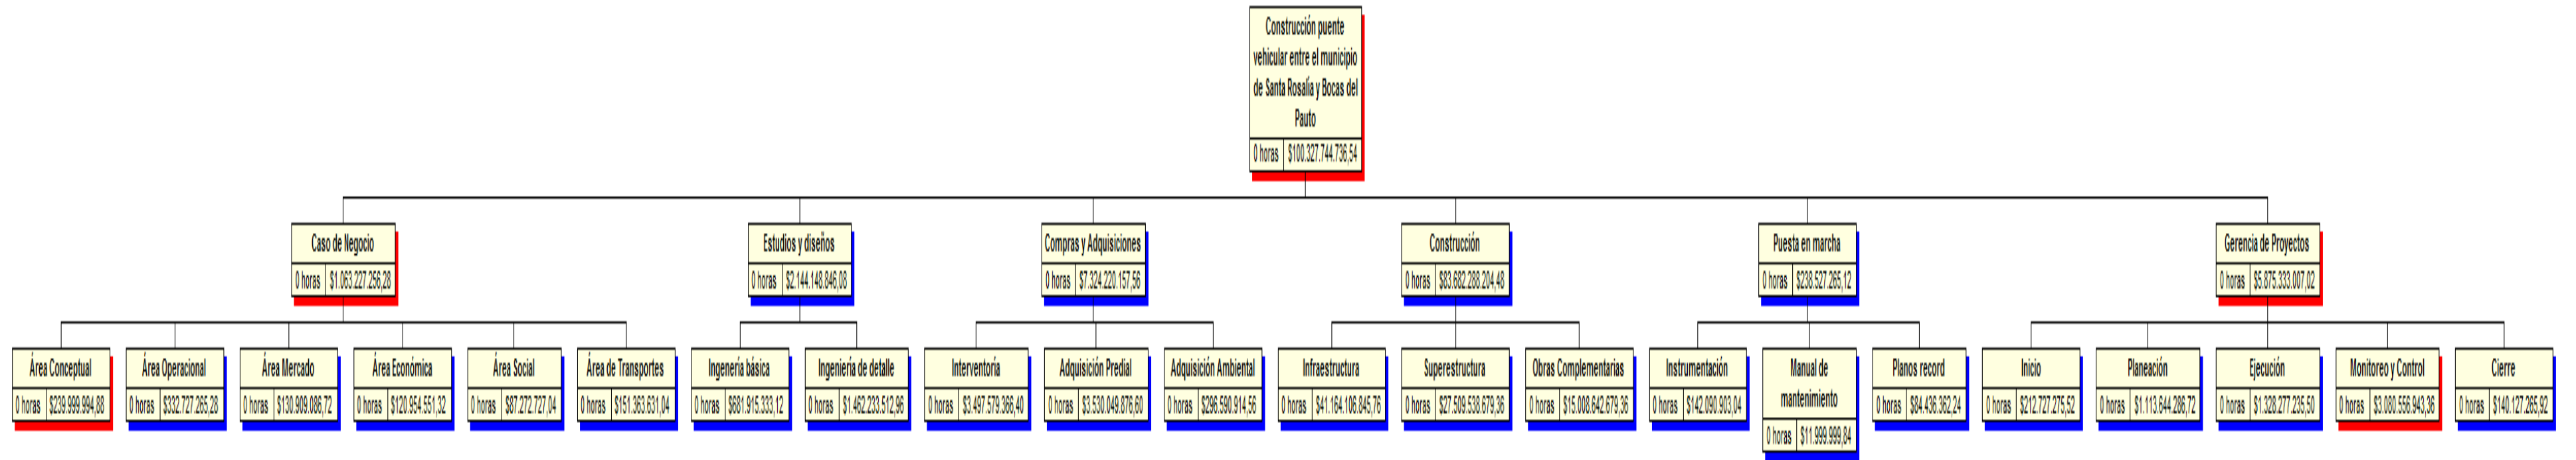 Construcción puente
vehicular entre el municipio
de Santa Rosalía y Bocas del
Pauto
0 horas $100.327.744.736,54
Caso de Negocio
0 horas $1.063.227.256,28
Estudios y diseños
0 horas $2.144.148.846,08
Compras y Adquisiciones
0 horas $7.324.220.157,56
Construcción
0 horas $83.682.288.204,48
Puesta en marcha
0 horas $238.527.265,12
Gerencia de Proyectos
0 horas $5.875.333.007,02
Área Conceptual
0 horas $239.999.994,88
Área Operacional
0 horas $332.727.265,28
Área Mercado
0 horas $130.909.086,72
Área Económica
0 horas $120.954.551,32
Área Social
0 horas $87.272.727,04
Área de Transportes
0 horas $151.363.631,04
Ingeniería básica
0 horas $681.915.333,12
Ingeniería de detalle
0 horas $1.462.233.512,96
Interventoría
0 horas $3.497.579.366,40
Adquisición Predial
0 horas $3.530.049.876,60
Adquisición Ambiental
0 horas $296.590.914,56
Infraestructura
0 horas $41.164.106.845,76
Superestructura
0 horas $27.509.538.679,36
Obras Complementarias
0 horas $15.008.642.679,36
Instrumentación
0 horas $142.090.903,04
Manual de
mantenimiento
0 horas $11.999.999,84
Planos record
0 horas $84.436.362,24
Inicio
0 horas $212.727.275,52
Planeación
0 horas $1.113.644.286,72
Ejecución
0 horas $1.328.277.235,50
Monitoreo y Control
0 horas $3.080.556.943,36
Cierre
0 horas $140.127.265,92